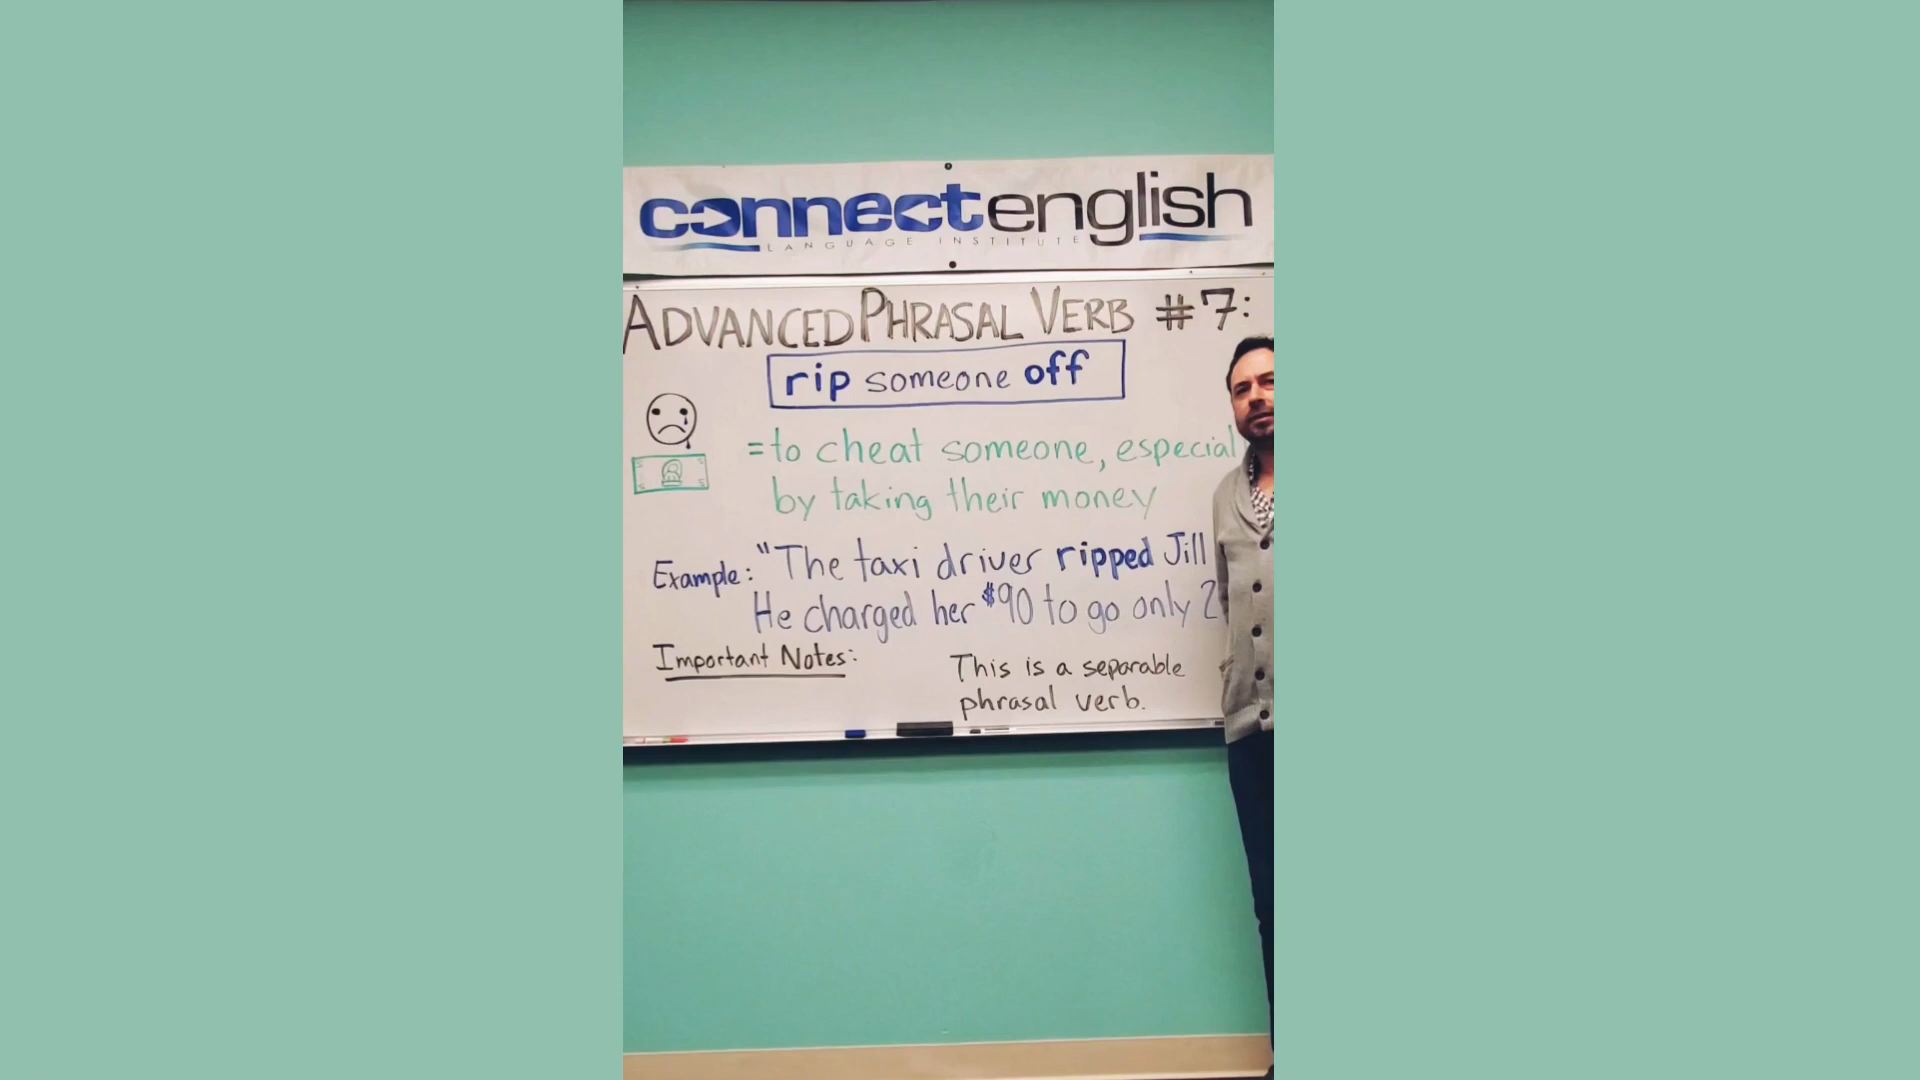 connectenglish
LANGUAGE INSTITUTE
ADVANCED PHRASAL VERB #7:
rip someone off
=to cheat someone, especial
by taking their money
Example: "The taxi driver ripped Jill
He charged her $90 to go only 2
Important Notes:
This is a separable
phrasal verb.